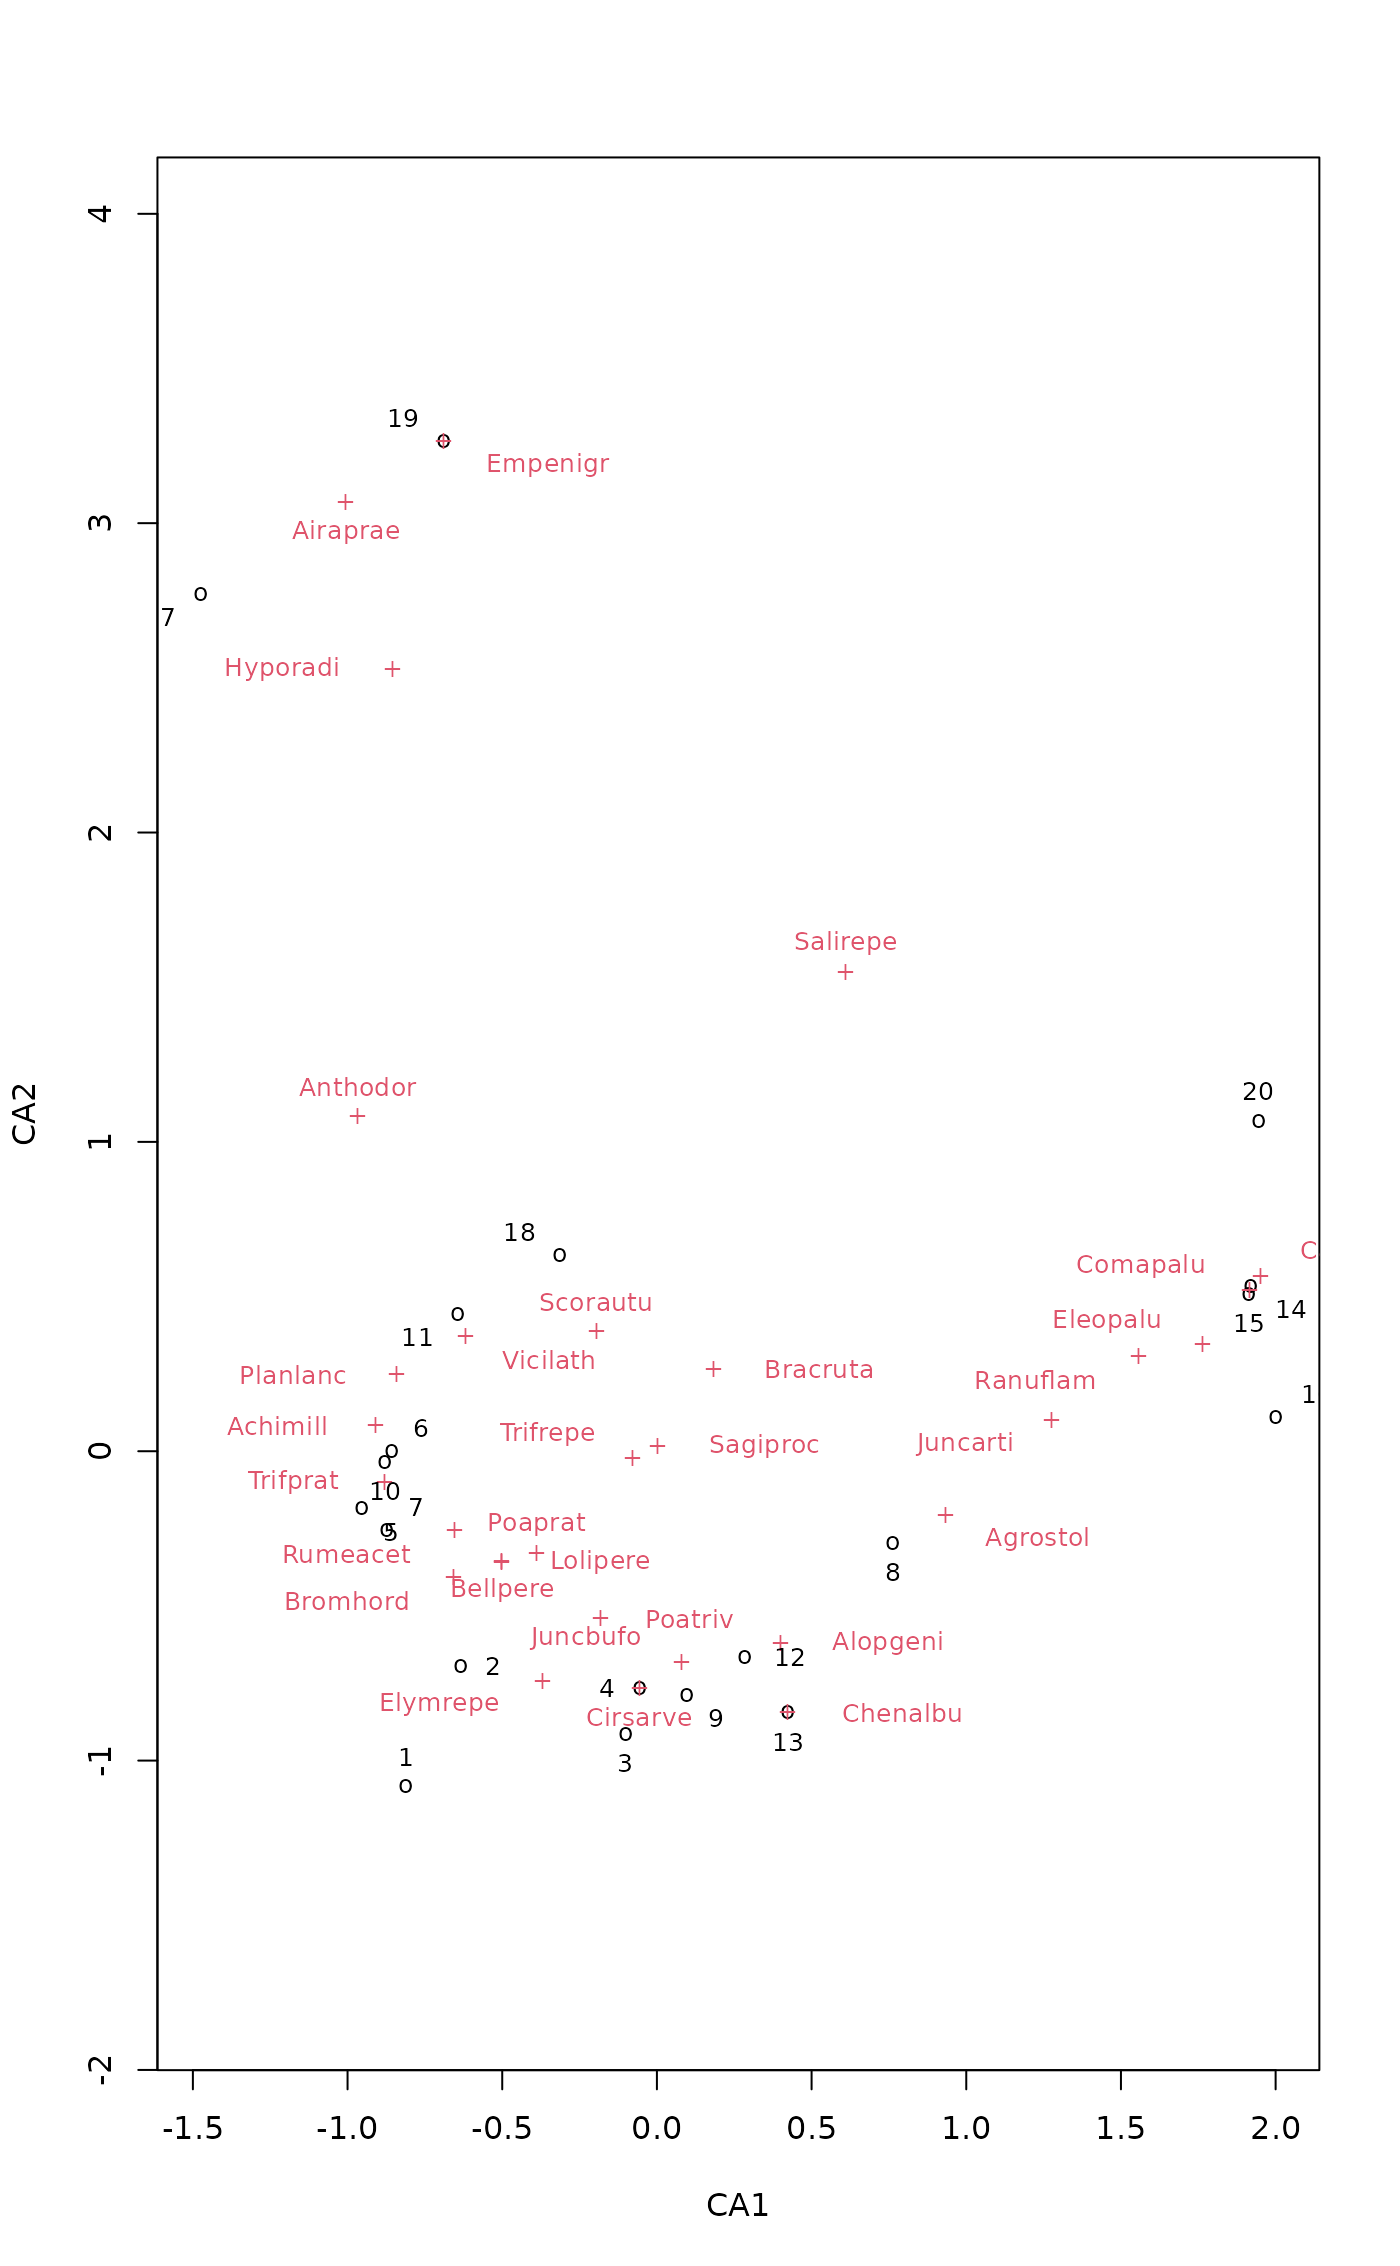 4
19
Empenigr
3
Airaprae
7
Hyporadi
2
Salirepe
Anthodor
20
CA2
1
18
C
Comapalu
Scorautu
14
Eleopalu
15
11
Vicilath
Bracruta
Planlanc
Ranuflam
1
Achimill
6
Trifrepe
Sagiproc
Juncarti
0
Trifprat
10
7
5
Poaprat
Agrostol
Rumeacet
Lolipere
8
Bellpere
Bromhord
Poatriv
Juncbufo
Alopgeni
12
2
4
Elymrepe
Cirsarve
9
Chenalbu
13
1
3
-1
-2
-1.5 -1.0 -0.5 0.0 0.5 1.0 1.5 2.0
CA1